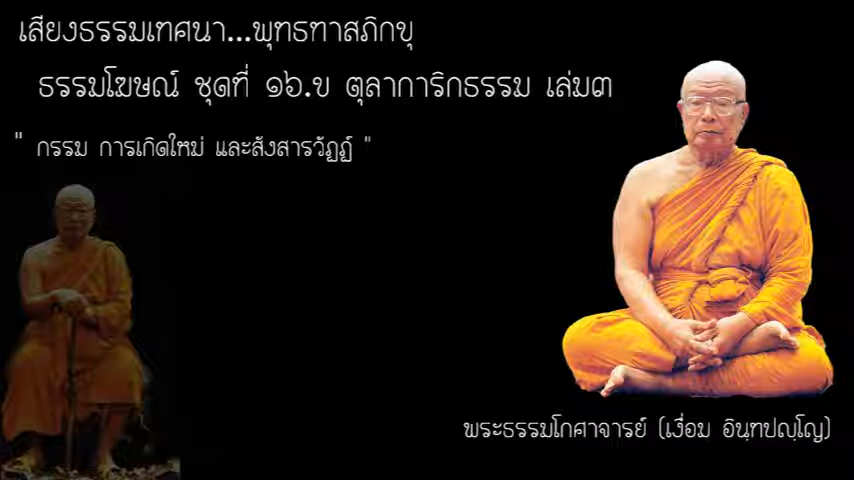 เสียงธรรมเทศนา...พุทธทาสภิกขุ
ธรรมโฆษณ์ ชุดที่ ๑๖.ข ตุลาการิกธรรม เล่ม๓
" กรรม การเกิดใหม่ และสังสารวัฏฏ์ "
พระธรรมโกศาจารย์ (เงื่อม อินฺทปญฺโญ)